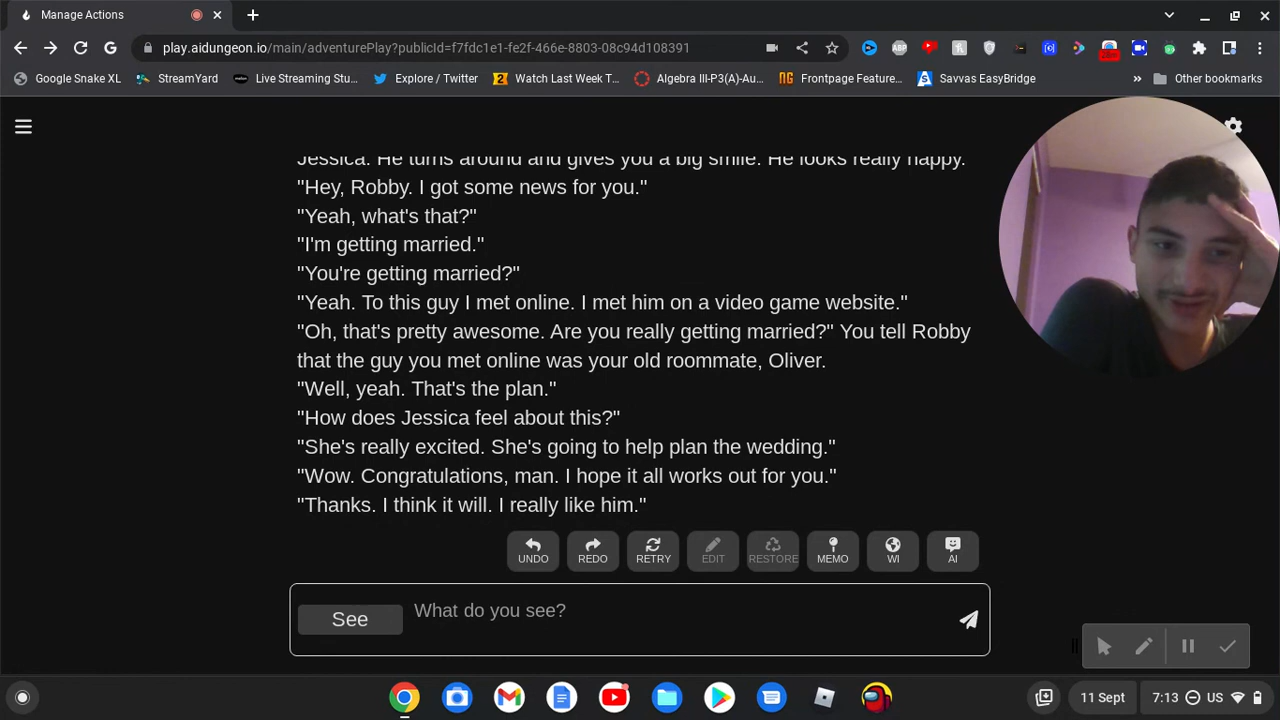 Manage Actions
play.aidungeon.io/main/adventurePlay?publicId=f7dfc1e1-fe2f-466e-8803-08c94d108391
Google Snake XL
StreamYard
Live Streaming Stu...
Explore / Twitter
Watch Last Week T...
Algebra III-P3(A)-Au...
Frontpage Feature...
Savvas EasyBridge
»
Other bookmarks
Jessica. He turns around and gives you a big smile. He looks really happy.
"Hey, Robby. I got some news for you."
"Yeah, what's that?"
"I'm getting married."
"You're getting married?"
"Yeah. To this guy I met online. I met him on a video game website."
"Oh, that's pretty awesome. Are you really getting married?" You tell Robby
that the guy you met online was your old roommate, Oliver.
"Well, yeah. That's the plan."
"How does Jessica feel about this?"
"She's really excited. She's going to help plan the wedding."
"Wow. Congratulations, man. I hope it all works out for you."
"Thanks. I think it will. I really like him."
UNDO
REDO
RETRY
EDIT
RESTORE
MEMO
WI
AI
See
What do you see?
11 Sept
7:13
US